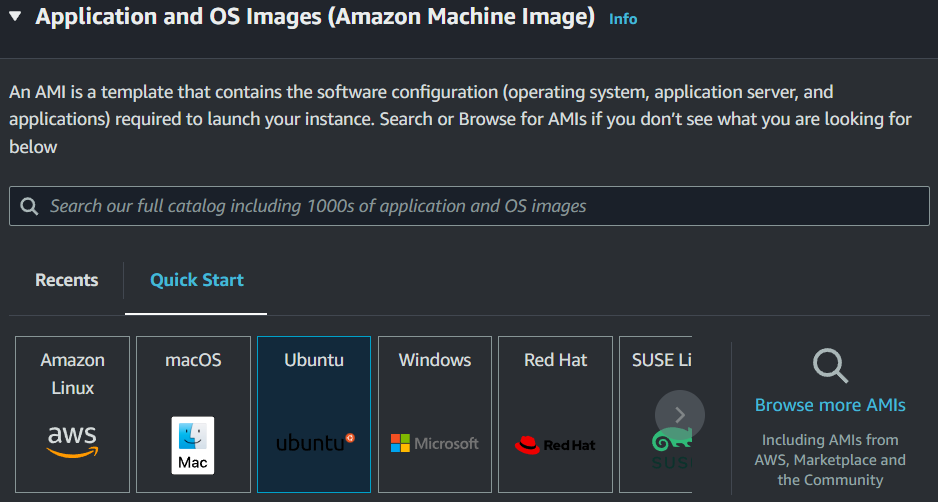 Application and OS Images (Amazon Machine Image) Info
An AMI is a template that contains the software configuration (operating system, application server, and
applications) required to launch your instance. Search or Browse for AMIs if you don’t see what you are looking for
below
Search our full catalog including 1000s of application and OS images
Recents
Quick Start
Amazon
Linux
aws
macOS
Mac
Ubuntu
ubuntu
Windows
Microsoft
Red Hat
Red Hat
SUSE Li
SUS
Browse more AMIs
Including AMIs from
AWS, Marketplace and
the Community